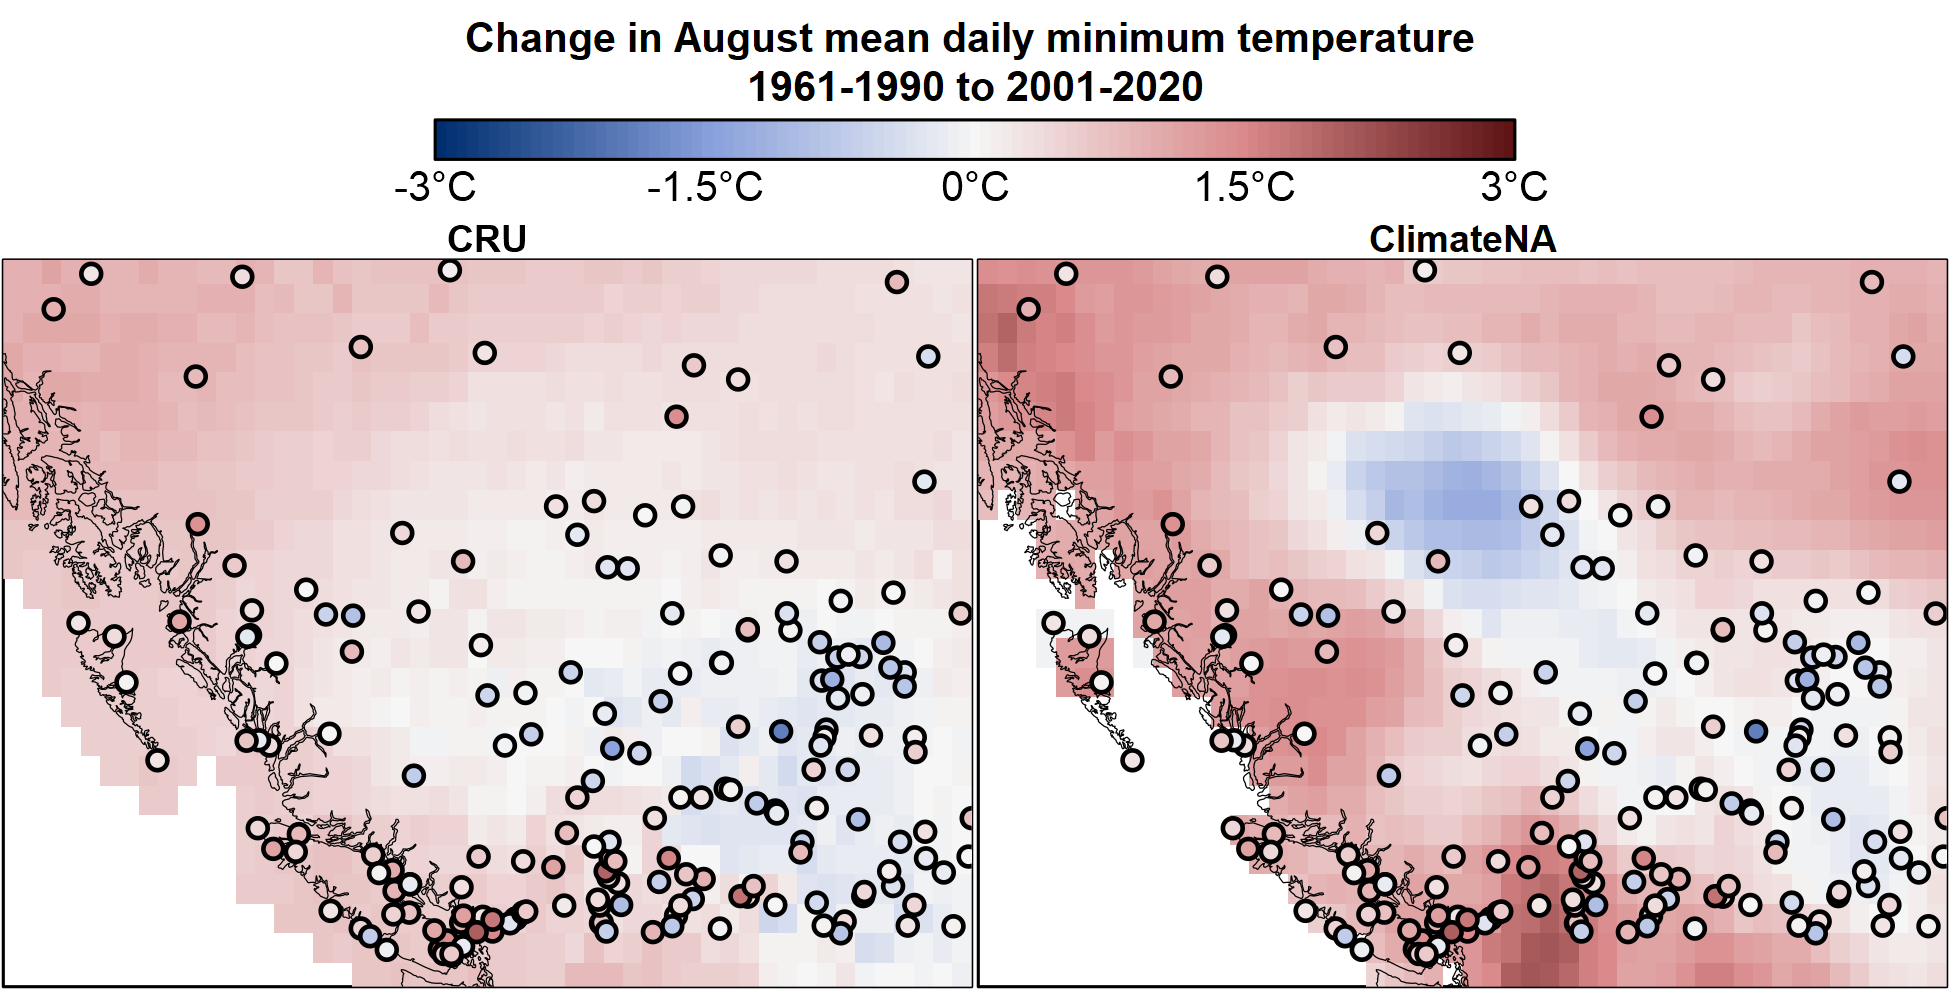 Change in August mean daily minimum temperature
1961-1990 to 2001-2020
-3°C -1.5°C 0°C 1.5°C 3°C
CRU ClimateNA